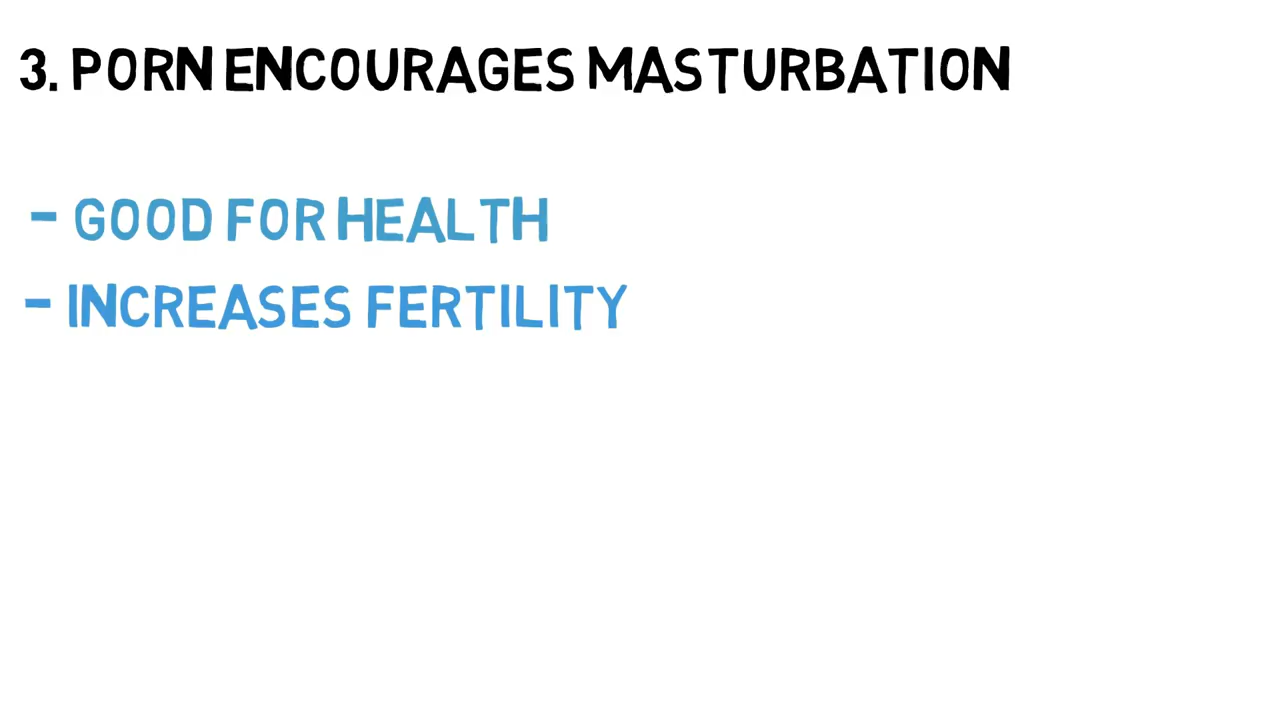 3. PORN ENCOURAGES MASTURBATION
- GOOD FOR HEALTH
- INCREASES FERTILITY